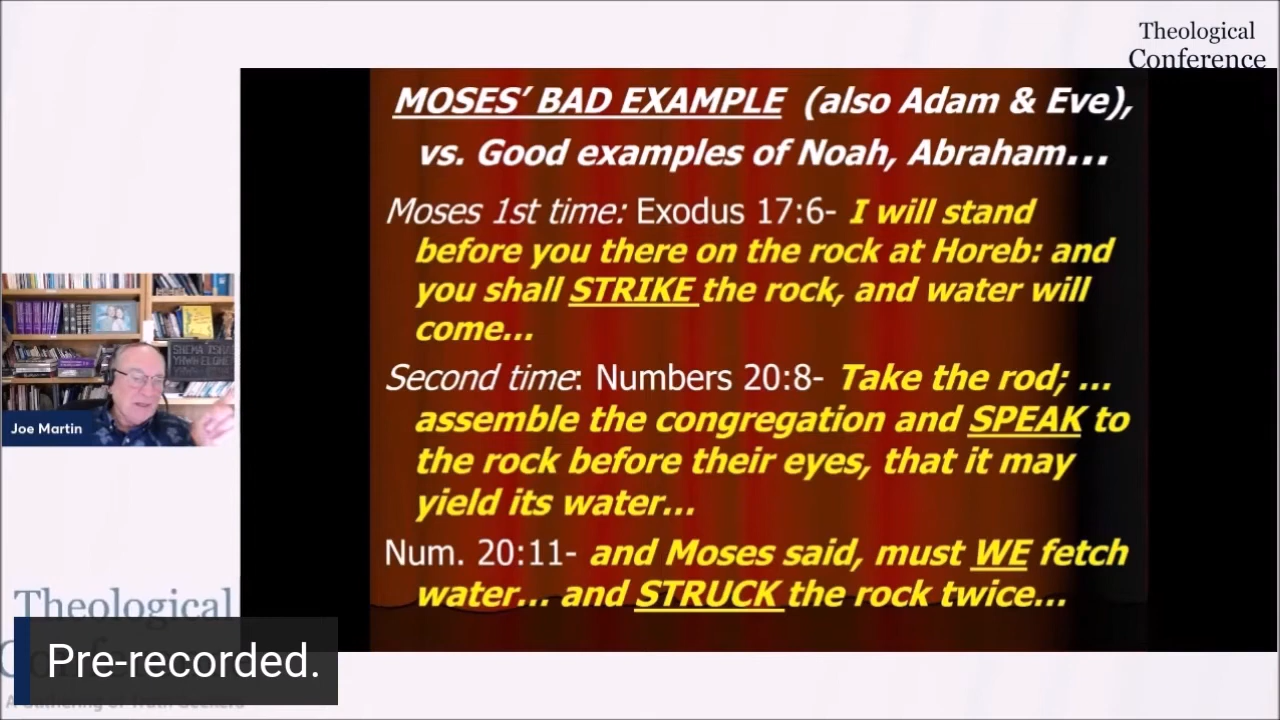 Theological
Conference
MOSES’ BAD EXAMPLE (also Adam & Eve),
vs. Good examples of Noah, Abraham...
Moses 1st time: Exodus 17:6- I will stand
before you there on the rock at Horeb: and
you shall STRIKE the rock, and water will
come...
Second time: Numbers 20:8- Take the rod; ...
assemble the congregation and SPEAK to
the rock before their eyes, that it may
yield its water...
Num. 20:11- and Moses said, must WE fetch
water... and STRUCK the rock twice...
SHEMA
Joe Martin
Theological
Pre-recorded.